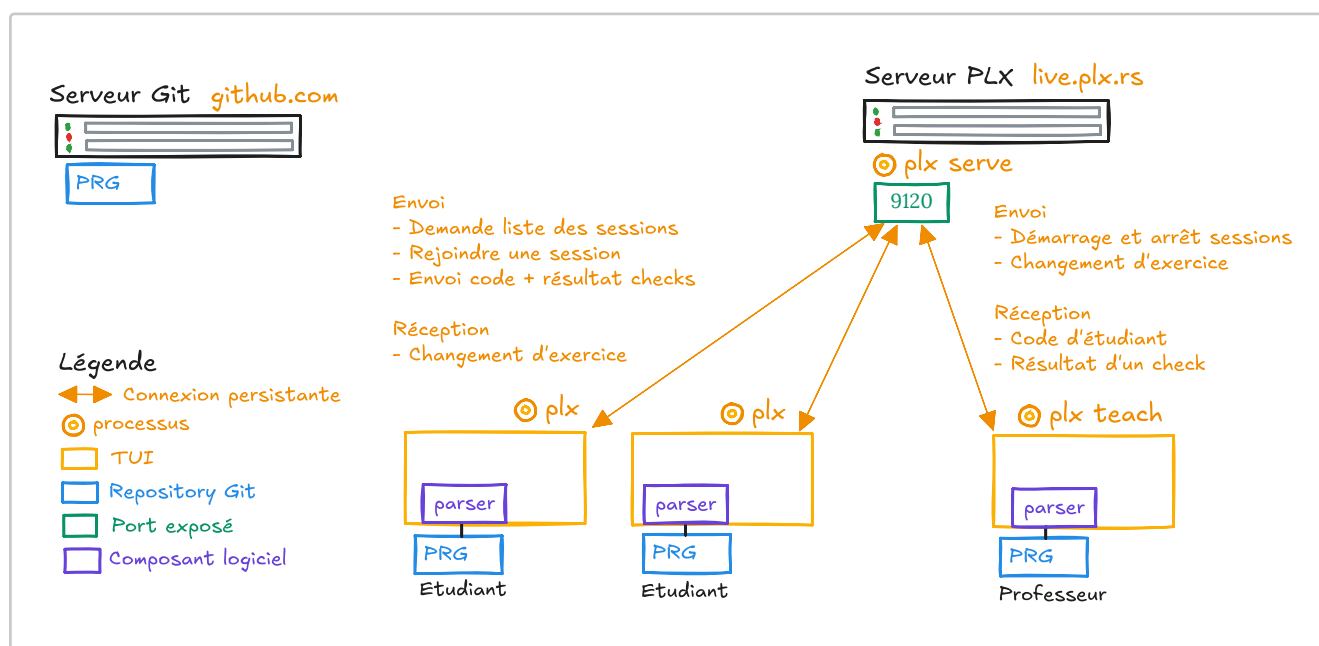 Serveur Git github.com
PRG
Serveur PLX live.plx.rs
plx serve
9120
Envoi
- Demande liste des sessions
- Rejoindre une session
- Envoi code + résultat checks
Réception
- Changement d'exercice
Envoi
- Démarrage et arrêt sessions
- Changement d'exercice
Réception
- Code d'étudiant
- Résultat d'un check
Légende
Connexion persistante
processus
TUI
Repository Git
Port exposé
Composant logiciel
plx
parser
PRG
Etudiant
plx
parser
PRG
Etudiant
plx teach
parser
PRG
Professeur